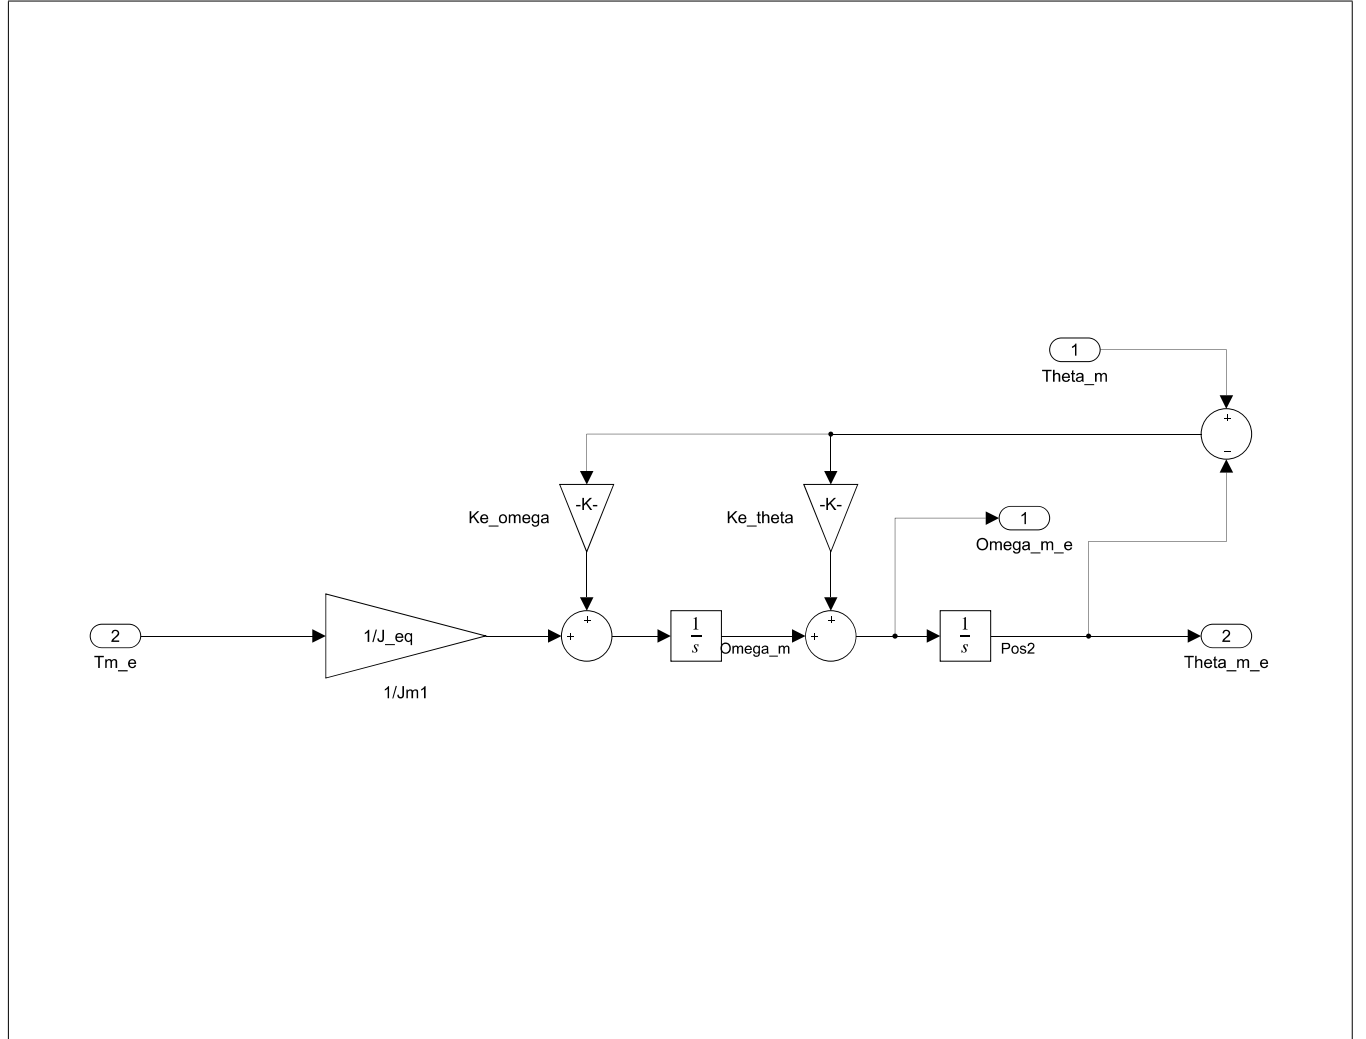 1
Theta_m
+
−
-K-
Ke_omega
-K-
Ke_theta
1
Omega_m_e
2
Tm_e
1/J_eq
1/Jm1
+
+
1
s
Omega_m
+
+
1
s
Pos2
2
Theta_m_e